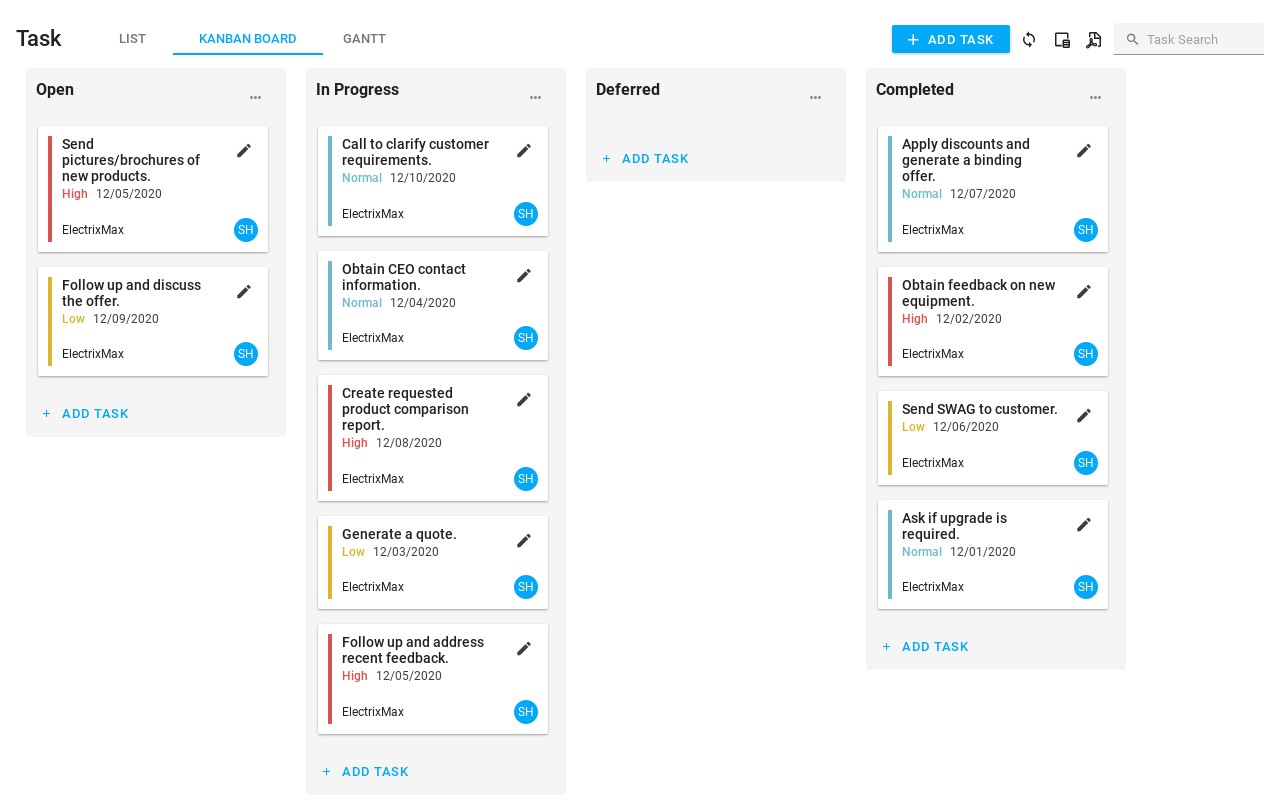 Task
LIST
KANBAN BOARD
GANTT
ADD TASK
Task Search
Open
Send
pictures/brochures of
new products.
High 12/05/2020
ElectrixMax
SH
Follow up and discuss
the offer.
Low 12/09/2020
ElectrixMax
SH
ADD TASK
In Progress
Call to clarify customer
requirements.
Normal 12/10/2020
ElectrixMax
SH
Obtain CEO contact
information.
Normal 12/04/2020
ElectrixMax
SH
Create requested
product comparison
report.
High 12/08/2020
ElectrixMax
SH
Generate a quote.
Low 12/03/2020
ElectrixMax
SH
Follow up and address
recent feedback.
High 12/05/2020
ElectrixMax
SH
ADD TASK
Deferred
ADD TASK
Completed
Apply discounts and
generate a binding
offer.
Normal 12/07/2020
ElectrixMax
SH
Obtain feedback on new
equipment.
High 12/02/2020
ElectrixMax
SH
Send SWAG to customer.
Low 12/06/2020
ElectrixMax
SH
Ask if upgrade is
required.
Normal 12/01/2020
ElectrixMax
SH
ADD TASK